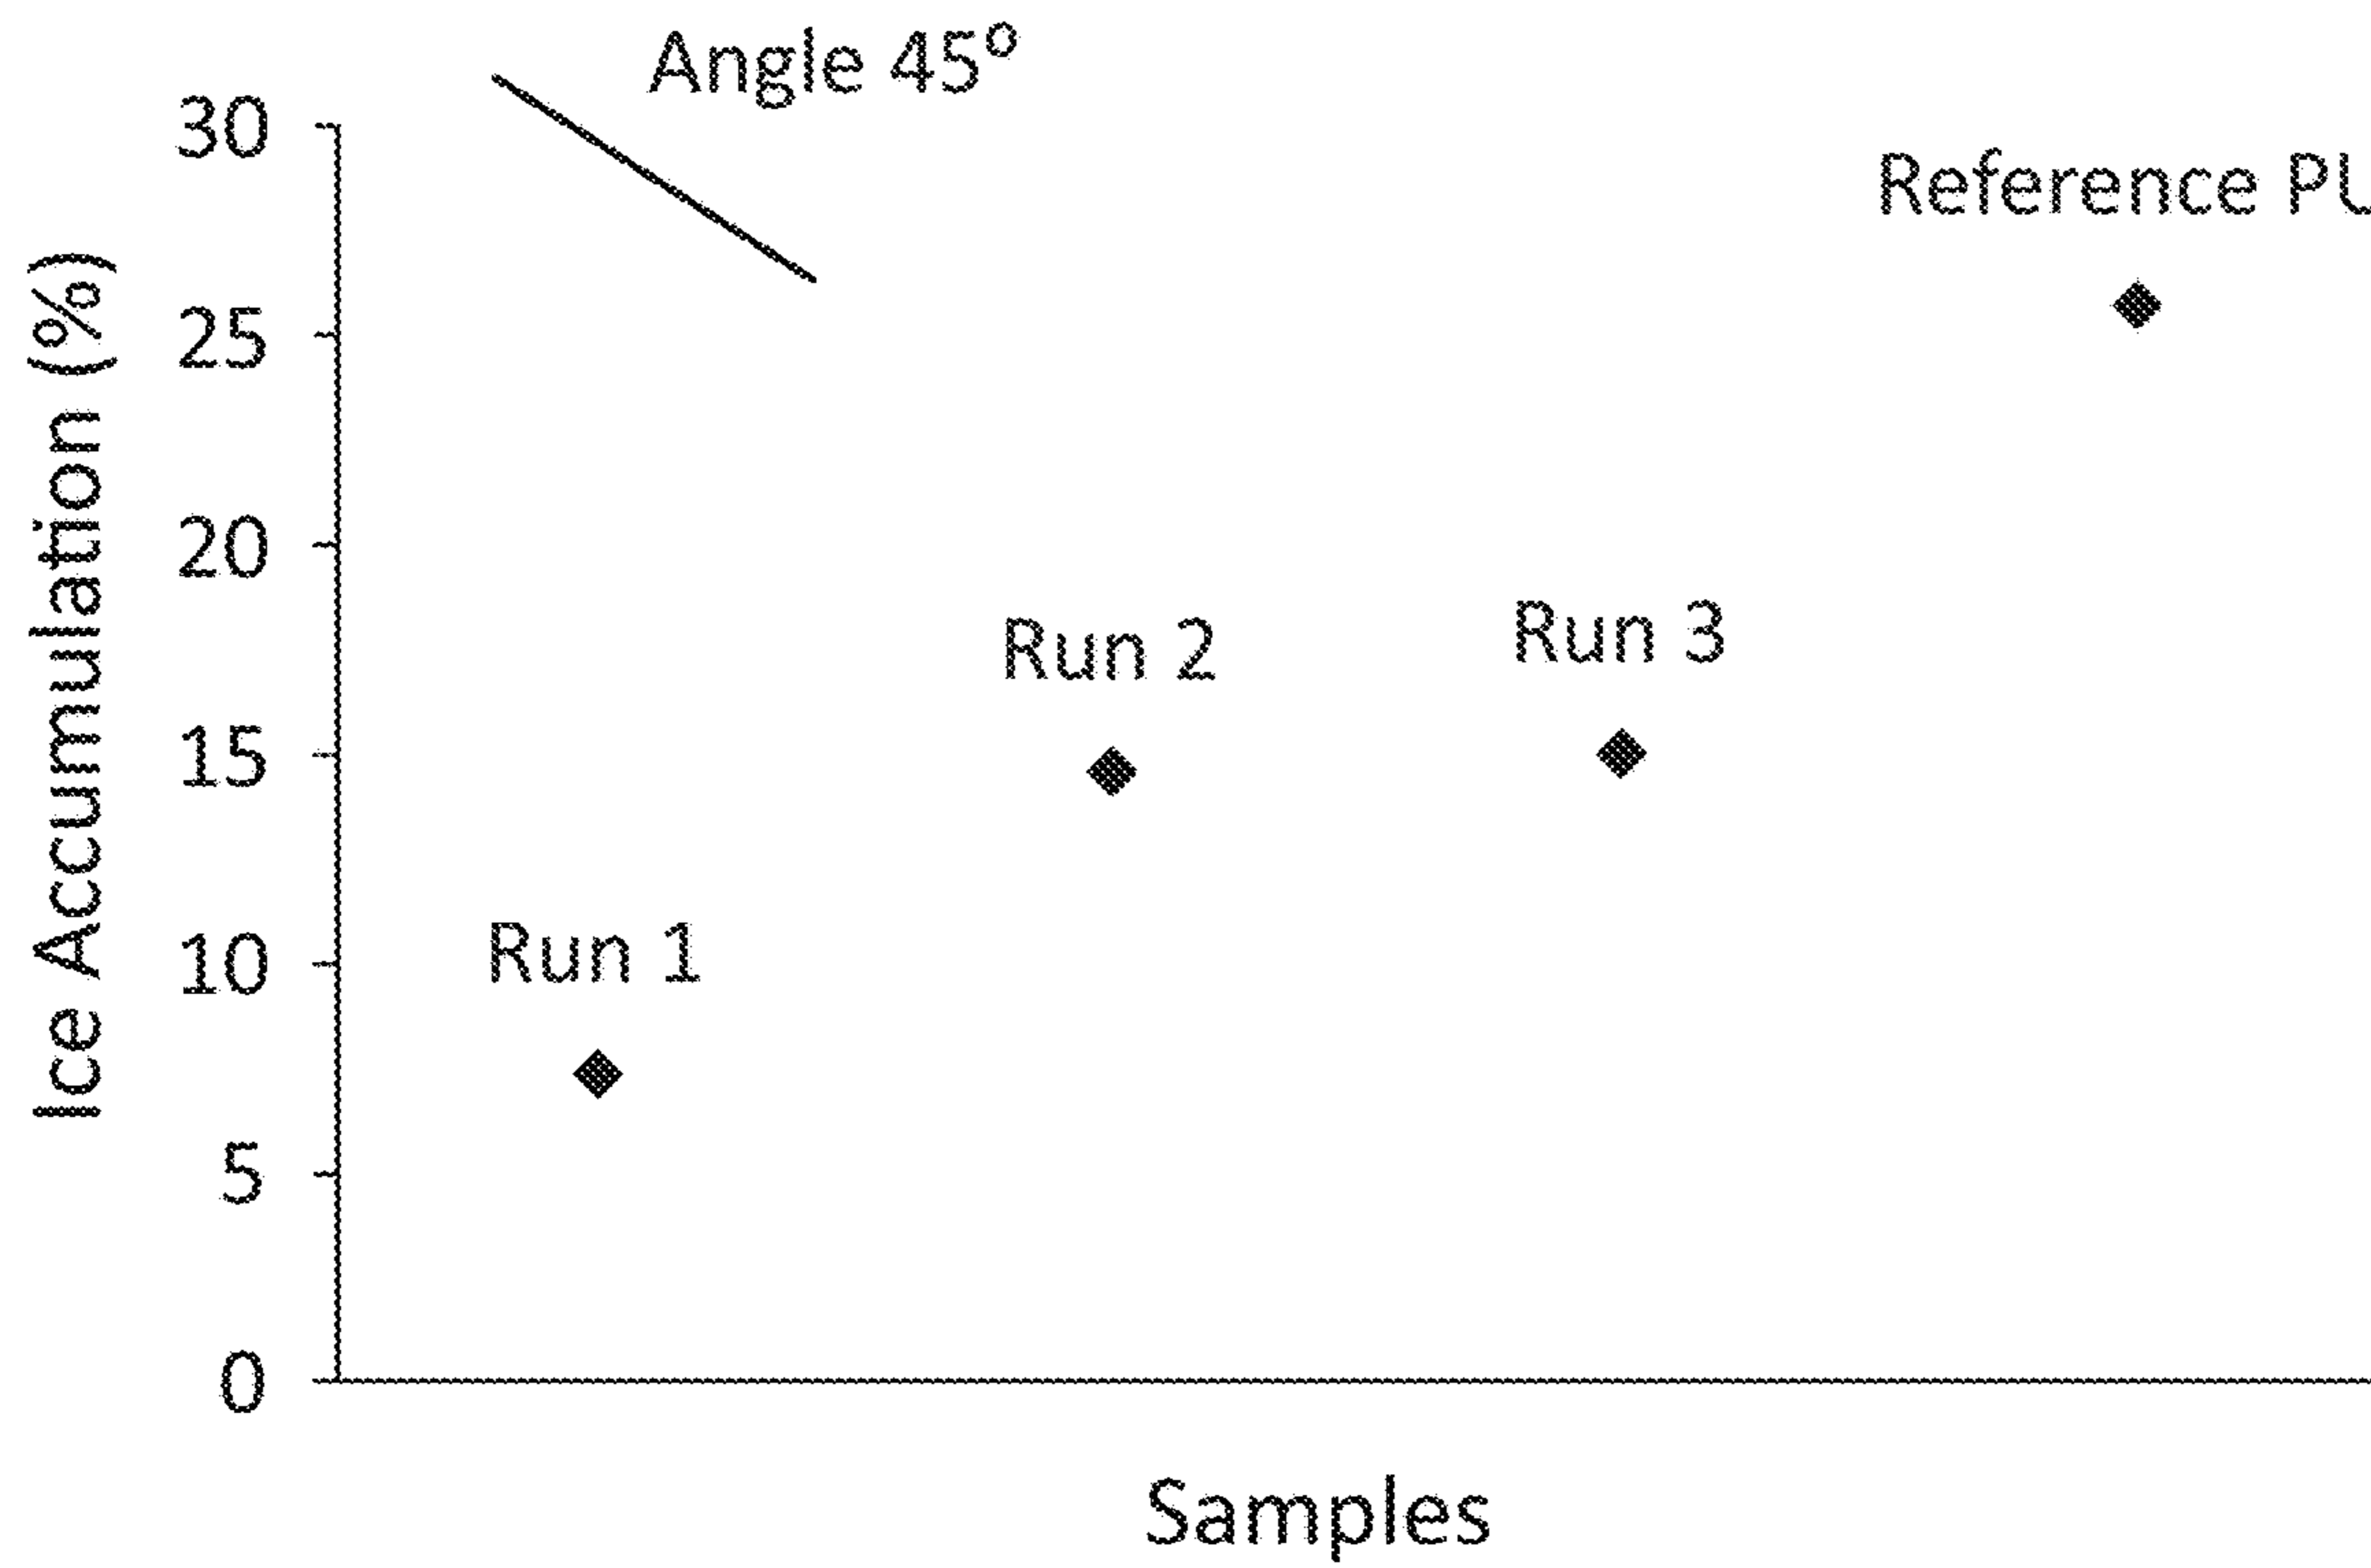 Angle 45°
30
Reference PU
25
20
Run 2
Run 3
15
10
Run 1
5
0
Ice Accumulation (%)
Samples